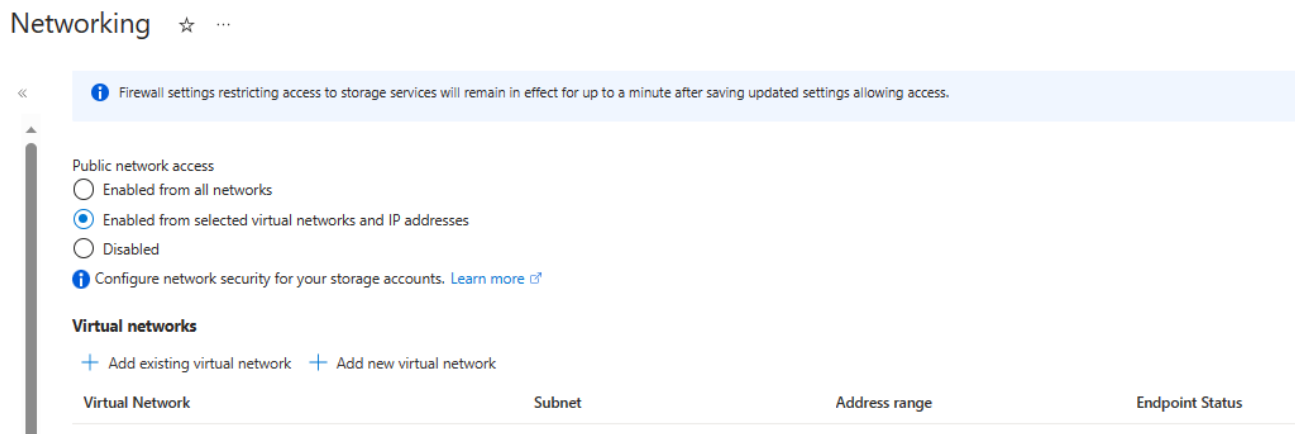 Networking
Firewall settings restricting access to storage services will remain in effect for up to a minute after saving updated settings allowing access.
Public network access
Enabled from all networks
Enabled from selected virtual networks and IP addresses
Disabled
Configure network security for your storage accounts. Learn more
Virtual networks
Add existing virtual network Add new virtual network
Virtual Network Subnet Address range Endpoint Status